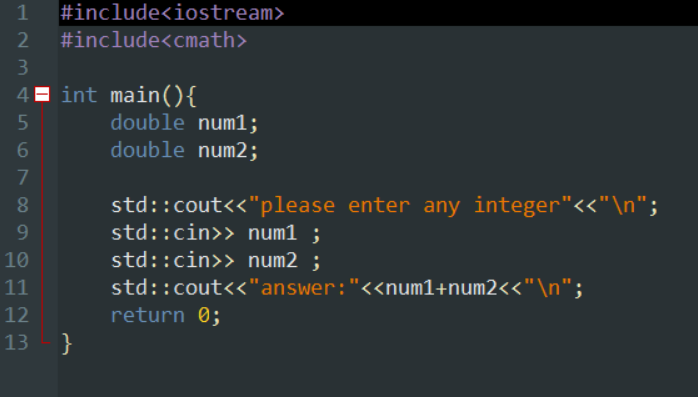 1 #include<iostream>
2 #include<cmath>
3
4 int main(){
5     double num1;
6     double num2;
7
8     std::cout<<"please enter any integer"<<"\n";
9     std::cin>> num1 ;
10     std::cin>> num2 ;
11     std::cout<<"answer:"<<num1+num2<<"\n";
12     return 0;
13 }